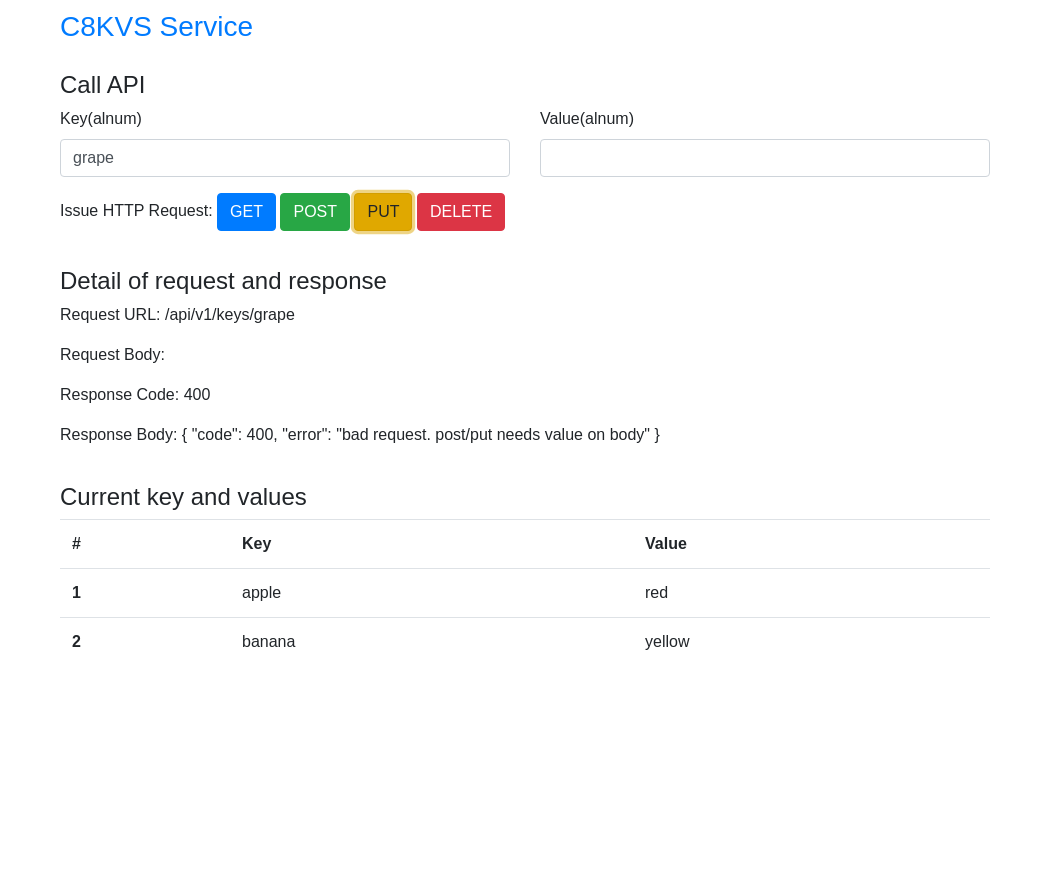 C8KVS Service
Call API
Key(alnum) Value(alnum)
grape
Issue HTTP Request: GET POST PUT DELETE
Detail of request and response
Request URL: /api/v1/keys/grape
Request Body:
Response Code: 400
Response Body: { "code": 400, "error": "bad request. post/put needs value on body" }
Current key and values
# Key Value
1 apple red
2 banana yellow